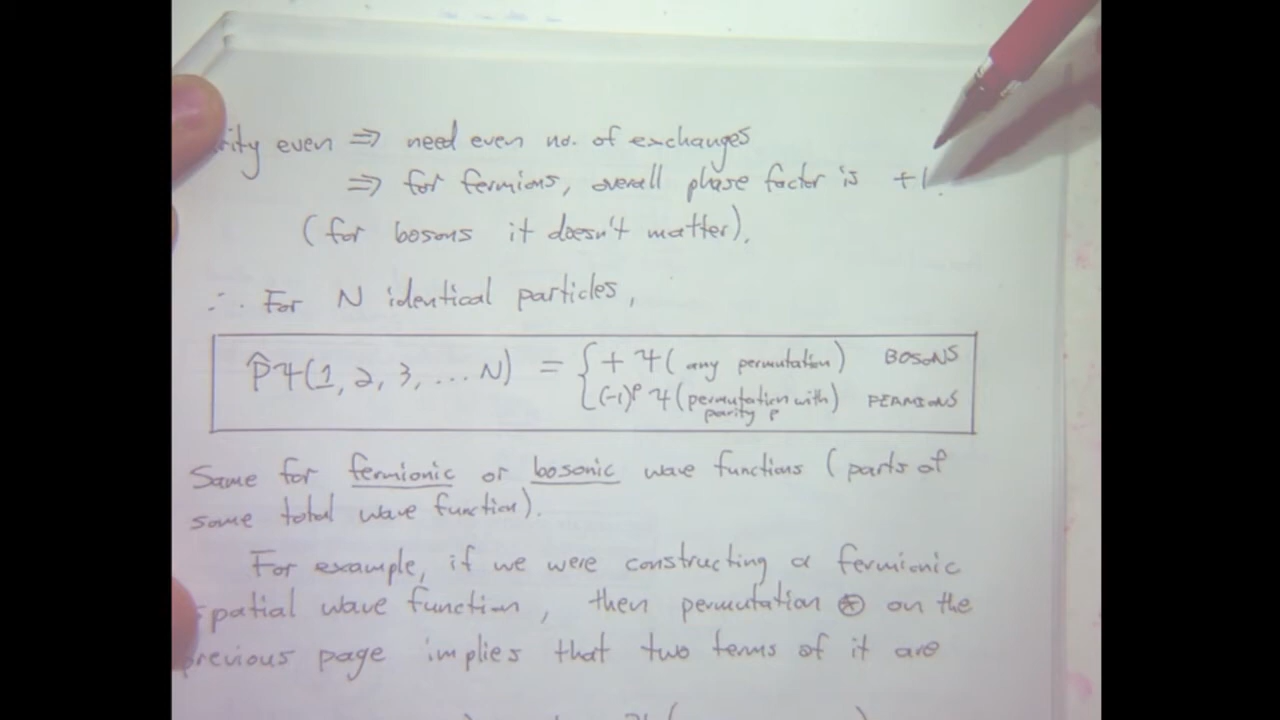 rity even ⇒ need even no. of exchanges
⇒ for fermions, overall phase factor is +1.
(for bosons it doesn't matter).
∴ For N identical particles,
P̂Ψ(1, 2, 3, ... N) = { + Ψ(any permutation) BOSONS
(-1)ᵖ Ψ(permutation with parity P) FERMIONS
Same for fermionic or bosonic wave functions (parts of
some total wave function).
For example, if we were constructing a fermionic
spatial wave function, then permutation ⊛ on the
previous page implies that two terms of it are